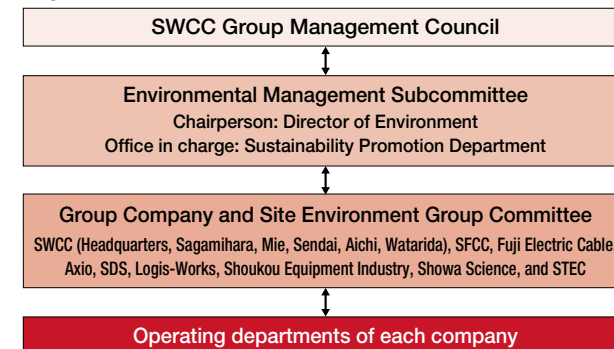 SWCC Group Management Council
Environmental Management Subcommittee
Chairperson: Director of Environment
Office in charge: Sustainability Promotion Department
Group Company and Site Environment Group Committee
SWCC (Headquarters, Sagamihara, Mie, Sendai, Aichi, Watarida), SFCC, Fuji Electric Cable,
Axio, SDS, Logis-Works, Shoukou Equipment Industry, Showa Science, and STEC
Operating departments of each company